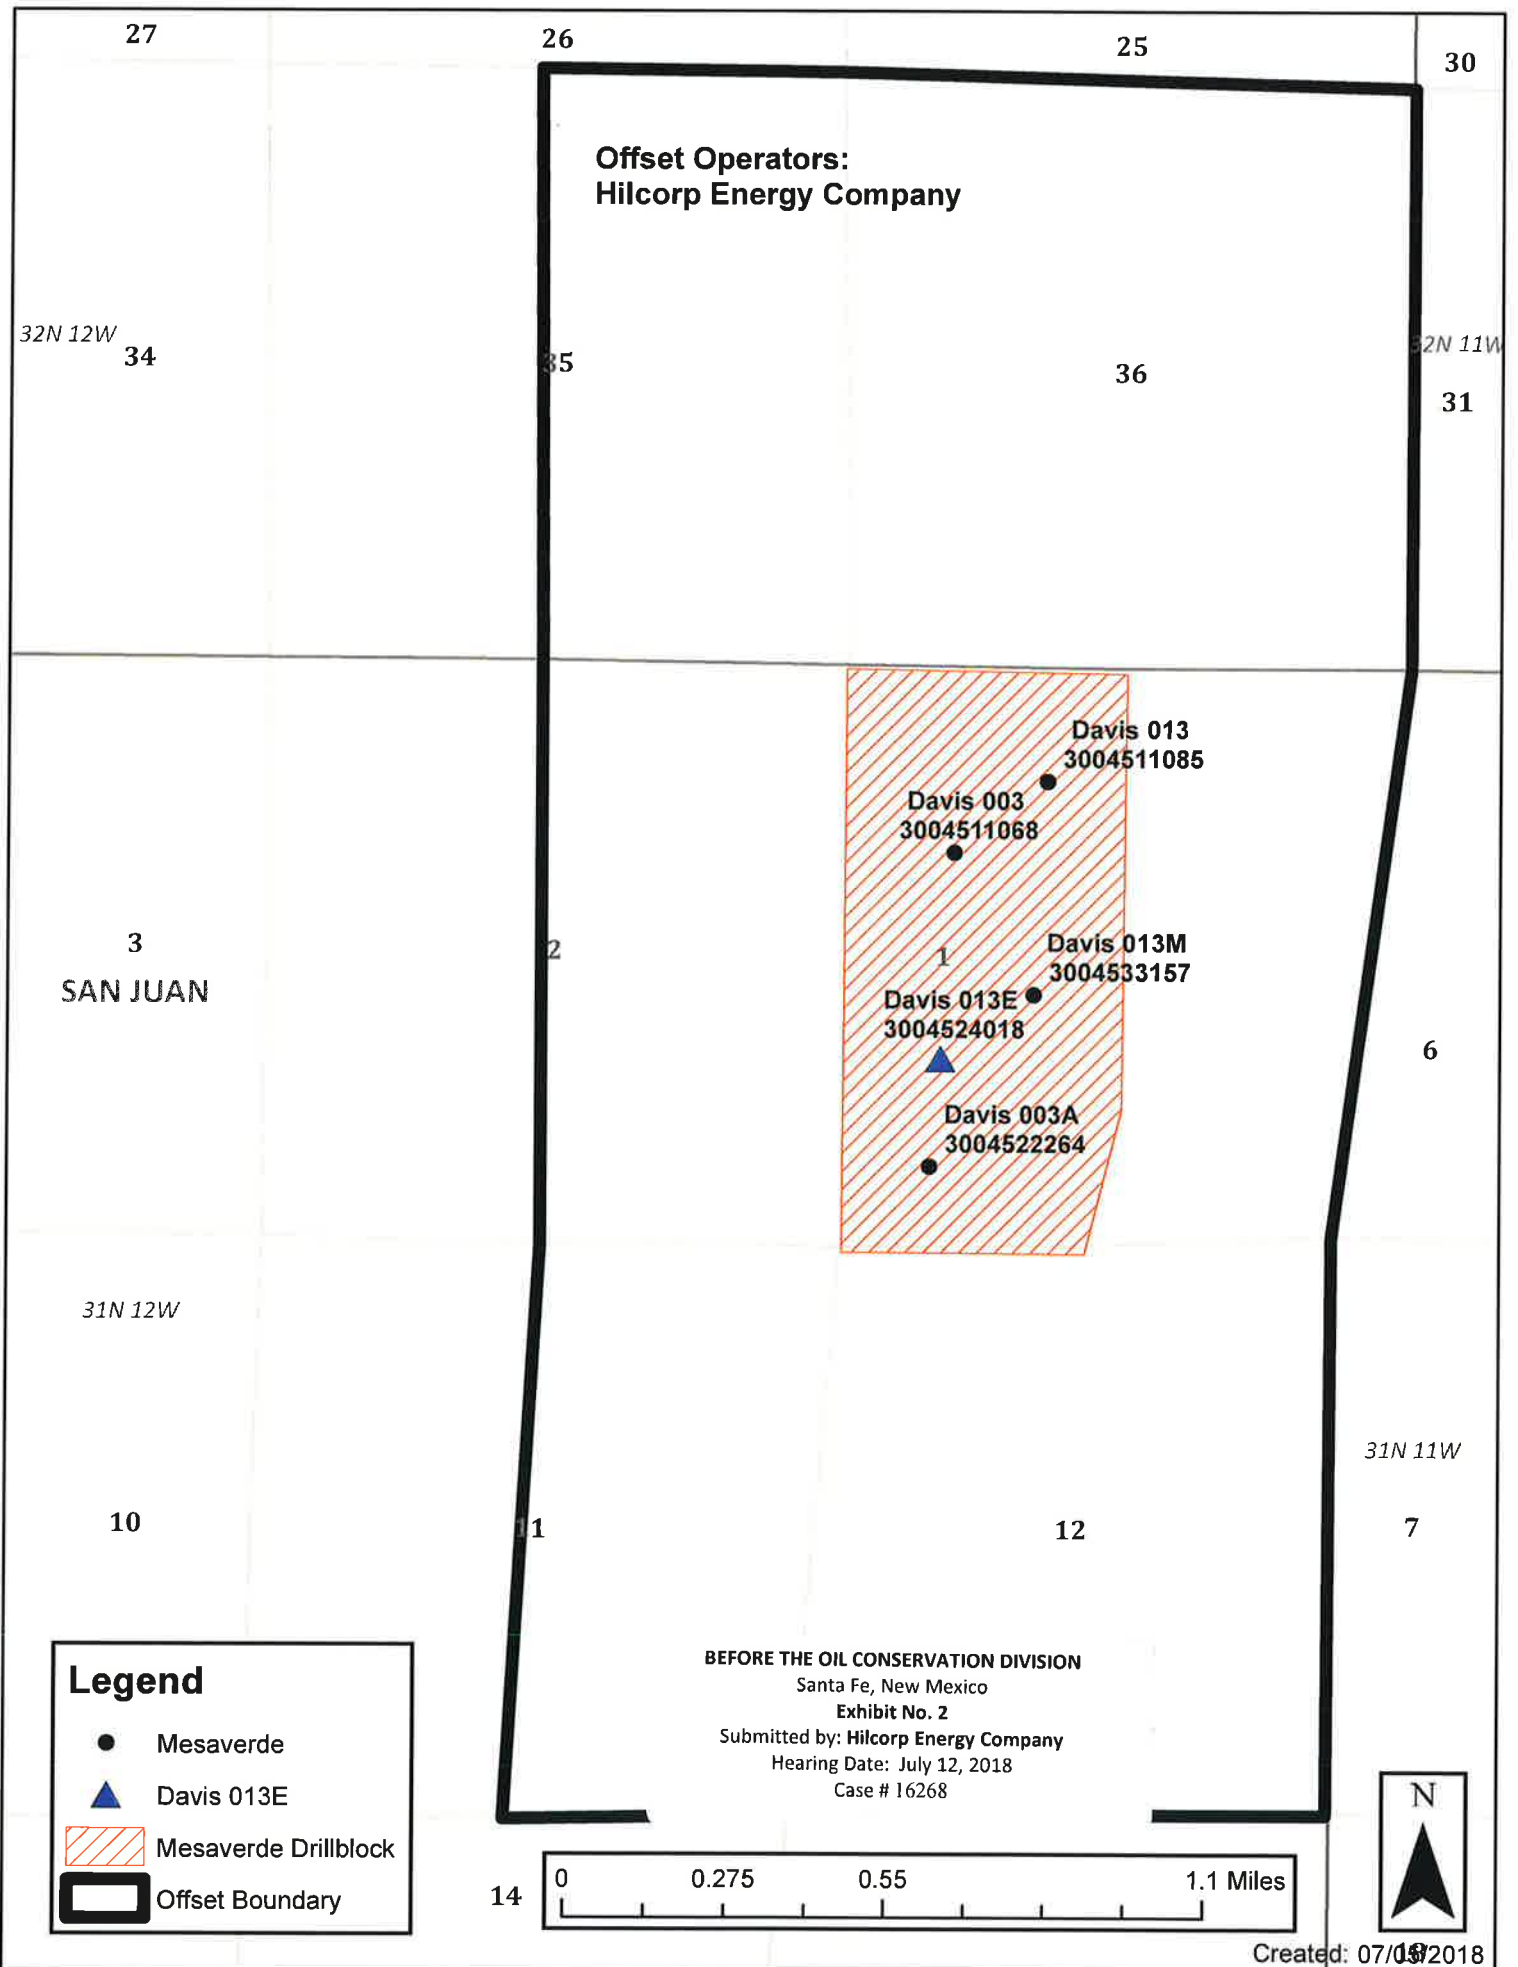 27
26
25
30
Offset Operators:
Hilcorp Energy Company
32N 12W
34
35
36
32N 11W
31
Davis 013
3004511085
Davis 003
3004511068
3
SAN JUAN
2
1
Davis 013M
3004533157
Davis 013E
3004524018
6
Davis 003A
3004522264
31N 12W
31N 11W
10
11
12
7
Legend
Mesaverde
Davis 013E
Mesaverde Drillblock
Offset Boundary
BEFORE THE OIL CONSERVATION DIVISION
Santa Fe, New Mexico
Exhibit No. 2
Submitted by: Hilcorp Energy Company
Hearing Date: July 12, 2018
Case # 16268
N
14
0 0.275 0.55 1.1 Miles
18
Created: